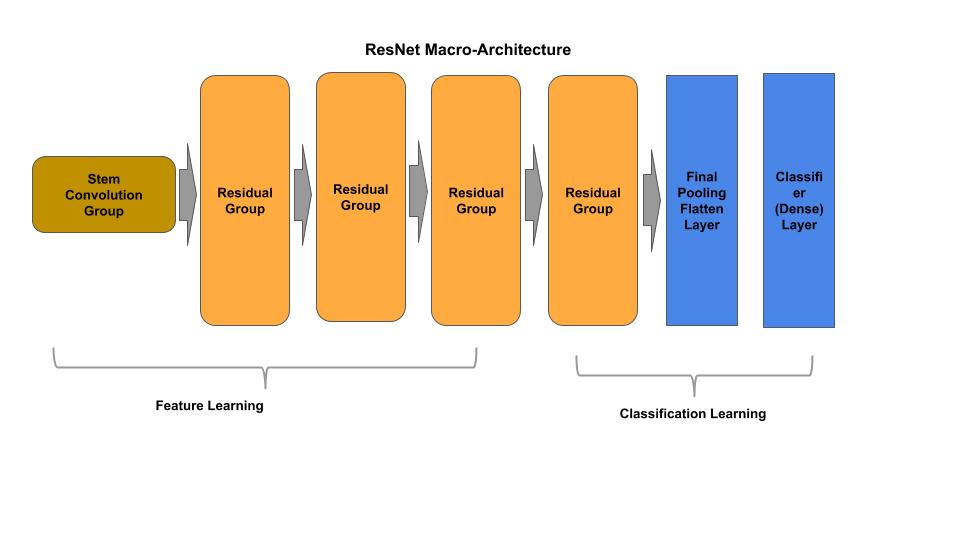 ResNet Macro-Architecture
Stem
Convolution
Group
Residual
Group
Residual
Group
Residual
Group
Residual
Group
Final
Pooling
Flatten
Layer
Classifi
er
(Dense)
Layer
Feature Learning
Classification Learning